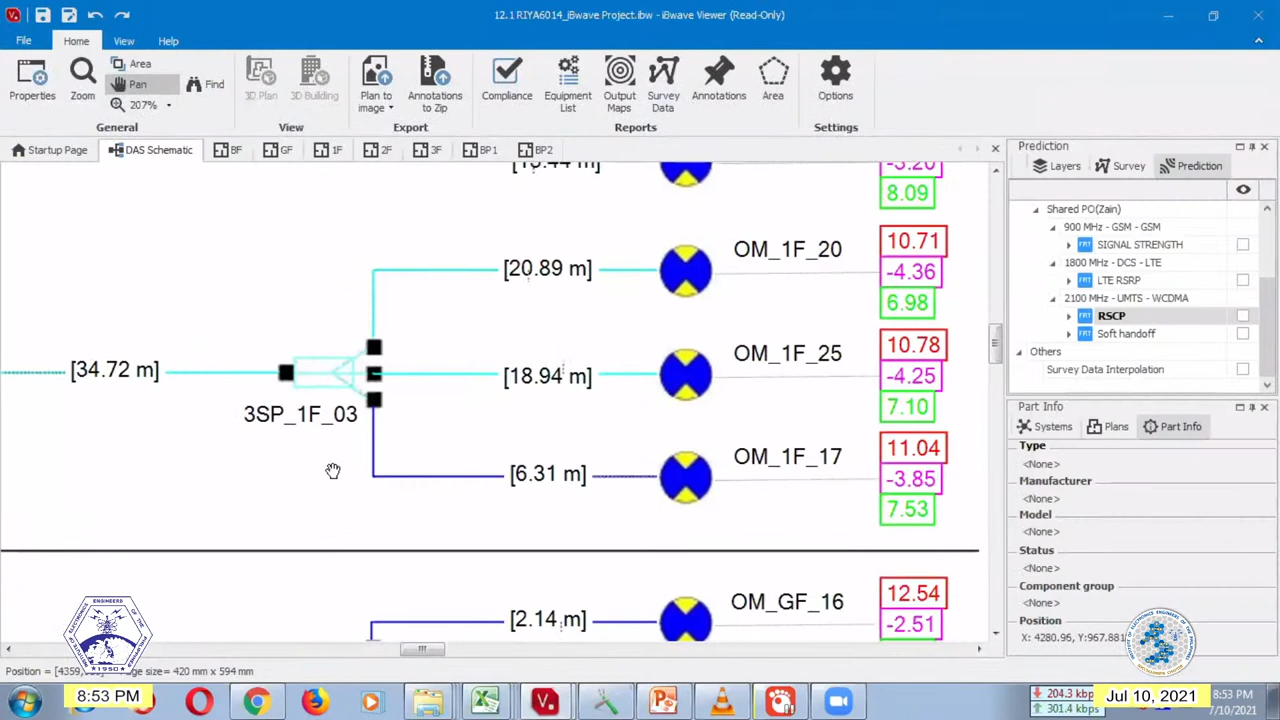 12.1 RIYA6014_iBwave Project.ibw - iBwave Viewer (Read-Only)
File Home View Help
Properties Zoom Area Pan 207% Find 3D Plan 3D Building Plan to image Annotations to Zip Compliance Equipment List Output Maps Survey Data Annotations Area Options
General View Export Reports Settings
Startup Page DAS Schematic BF GF 1F 2F 3F BP1 BP2
Prediction
Layers Survey Prediction
Shared PO(Zain)
900 MHz - GSM - GSM
SIGNAL STRENGTH
1800 MHz - DCS - LTE
LTE RSRP
2100 MHz - UMTS - WCDMA
RSCP
Soft handoff
Others
Survey Data Interpolation
-3.20
8.09
OM_1F_20
10.71
[20.89 m]
-4.36
6.98
OM_1F_25
10.78
[34.72 m]
[18.94 m]
-4.25
3SP_1F_03
7.10
OM_1F_17
11.04
[6.31 m]
-3.85
7.53
OM_GF_16
12.54
[2.14 m]
-2.51
Part Info
Systems Plans Part Info
Type
<None>
Manufacturer
<None>
Model
<None>
Status
<None>
Component group
<None>
Position
X: 4280.96, Y:967.881
1950
Page size= 420 mm x 594 mm
8:53 PM
204.3 kbps
301.4 kbps
Jul 10, 2021
8:53 PM
7/10/2021